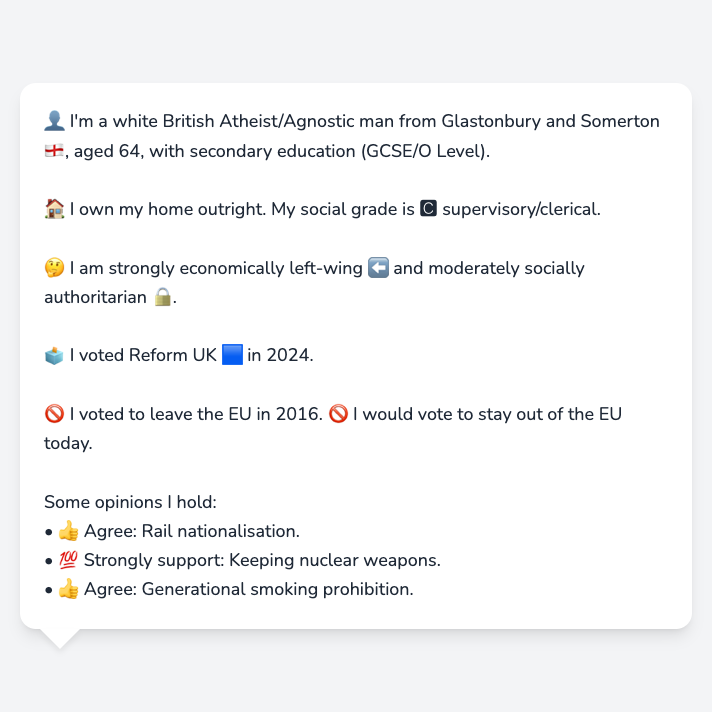 👤 I'm a white British Atheist/Agnostic man from Glastonbury and Somerton
🏴󠁧󠁢󠁥󠁮󠁧󠁿, aged 64, with secondary education (GCSE/O Level).
🏠 I own my home outright. My social grade is 🅲 supervisory/clerical.
🤔 I am strongly economically left-wing ⬅️ and moderately socially
authoritarian 🔒.
🗳️ I voted Reform UK 🟦 in 2024.
🚫 I voted to leave the EU in 2016. 🚫 I would vote to stay out of the EU
today.
Some opinions I hold:
• 👍 Agree: Rail nationalisation.
• 💯 Strongly support: Keeping nuclear weapons.
• 👍 Agree: Generational smoking prohibition.